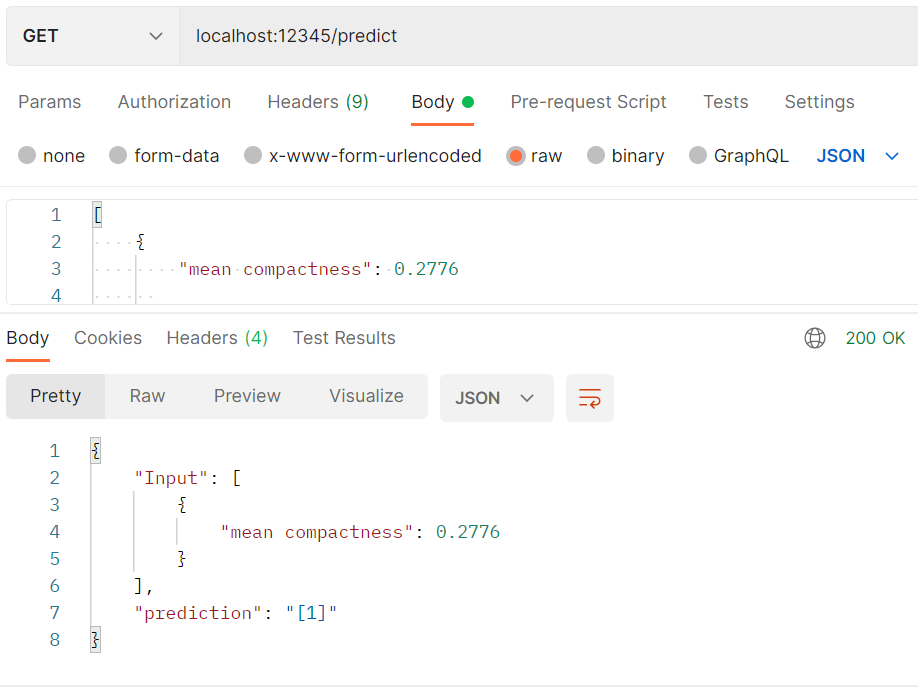 GET localhost:12345/predict
Params Authorization Headers (9) Body Pre-request Script Tests Settings
none form-data x-www-form-urlencoded raw binary GraphQL JSON
1 [
2 {
3 "mean compactness": 0.2776
4
Body Cookies Headers (4) Test Results 200 OK
Pretty Raw Preview Visualize JSON
1 {
2 "Input": [
3 {
4 "mean compactness": 0.2776
5 }
6 ],
7 "prediction": "[1]"
8 }